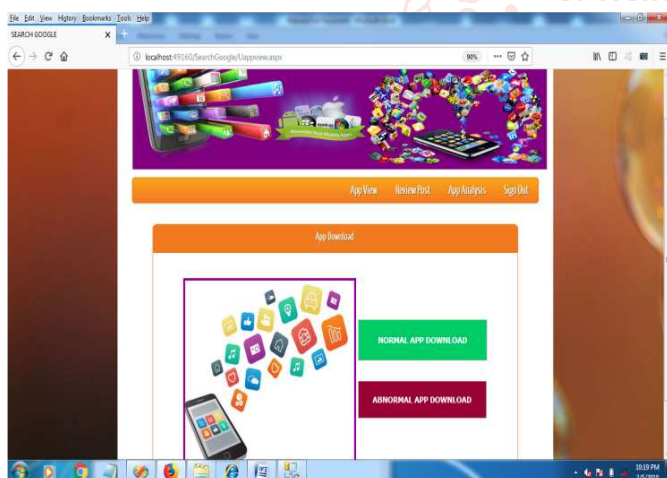 File Edit View History Bookmarks Tools Help
SEARCH GOOGLE
localhost:49160/SearchGoogle/Uappview.aspx
90%
App View Review Post App Analysis Sign Out
App Download
NORMAL APP DOWNLOAD
ABNORMAL APP DOWNLOAD
10:19 PM